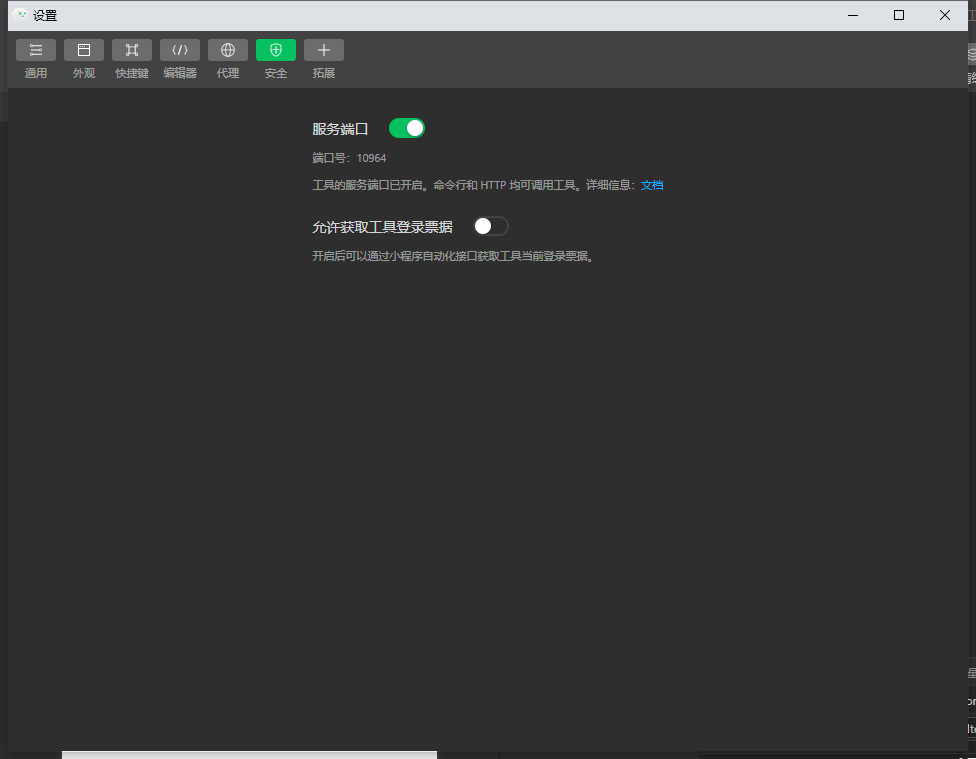 设置
通用 外观 快捷键 编辑器 代理 安全 拓展
服务端口
端口号：10964
工具的服务端口已开启。命令行和 HTTP 均可调用工具。详细信息：文档
允许获取工具登录票据
开启后可以通过小程序自动化接口获取工具当前登录票据。